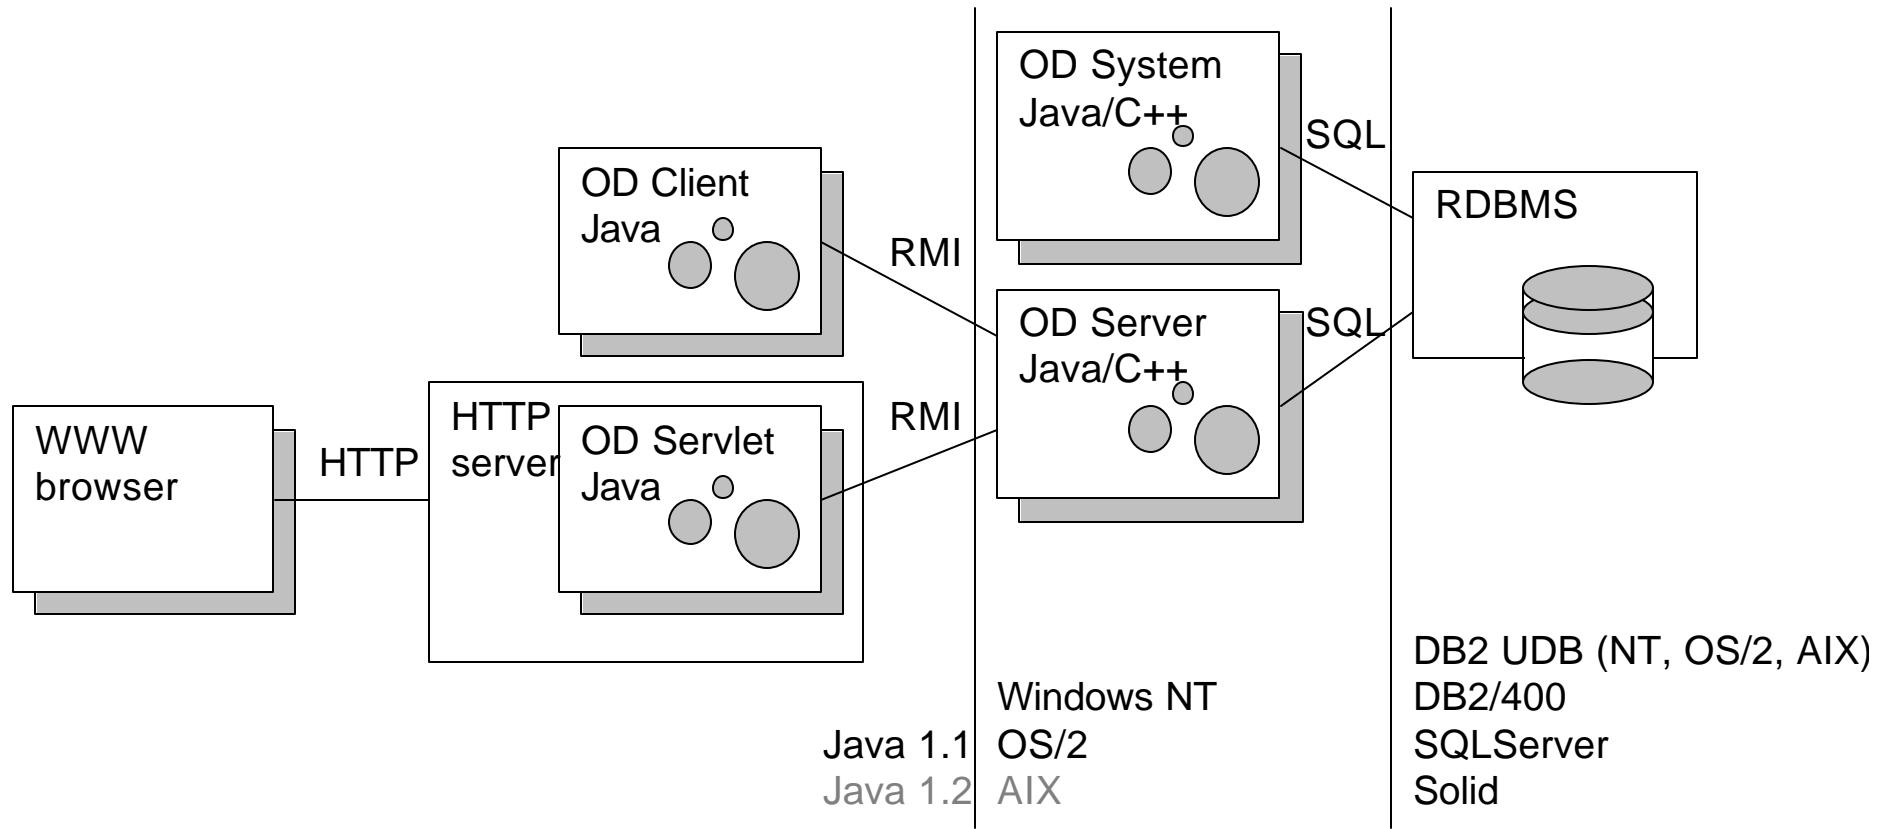 OD System
Java/C++
SQL
OD Client
Java
RMI
RDBMS
OD Server
Java/C++
SQL
HTTP
server
OD Servlet
Java
RMI
WWW
browser
HTTP
Java 1.1
Java 1.2
Windows NT
OS/2
AIX
DB2 UDB (NT, OS/2, AIX)
DB2/400
SQLServer
Solid